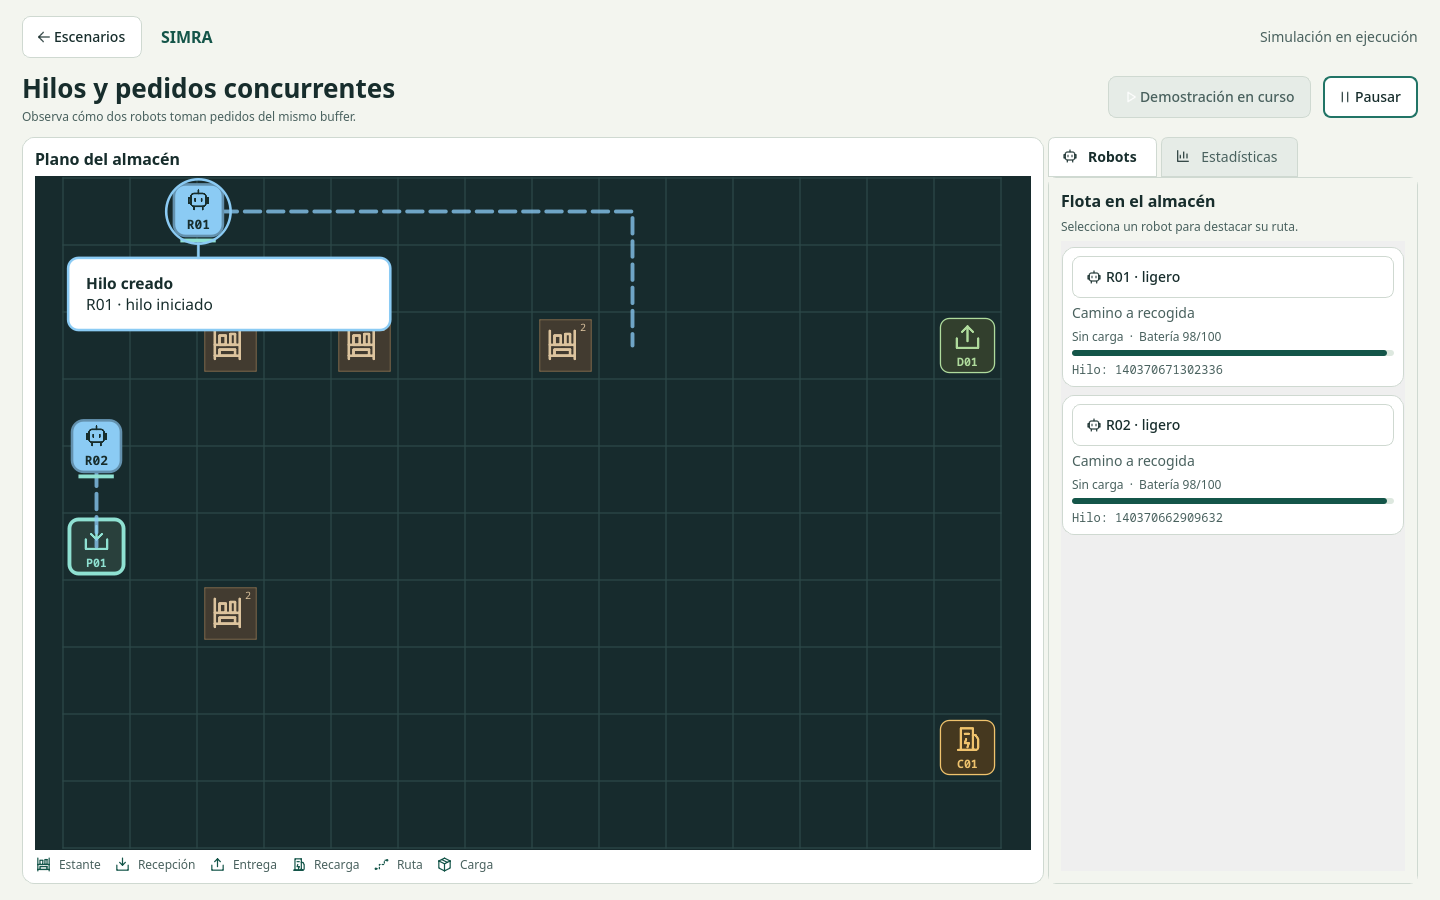 Escenarios
SIMRA
Simulación en ejecución
Hilos y pedidos concurrentes
Observa cómo dos robots toman pedidos del mismo buffer.
Demostración en curso
Pausar
Plano del almacén
R01
Hilo creado
R01 · hilo iniciado
2
D01
R02
P01
2
C01
Estante
Recepción
Entrega
Recarga
Ruta
Carga
Robots
Estadísticas
Flota en el almacén
Selecciona un robot para destacar su ruta.
R01 · ligero
Camino a recogida
Sin carga · Batería 98/100
Hilo: 140370671302336
R02 · ligero
Camino a recogida
Sin carga · Batería 98/100
Hilo: 140370662909632